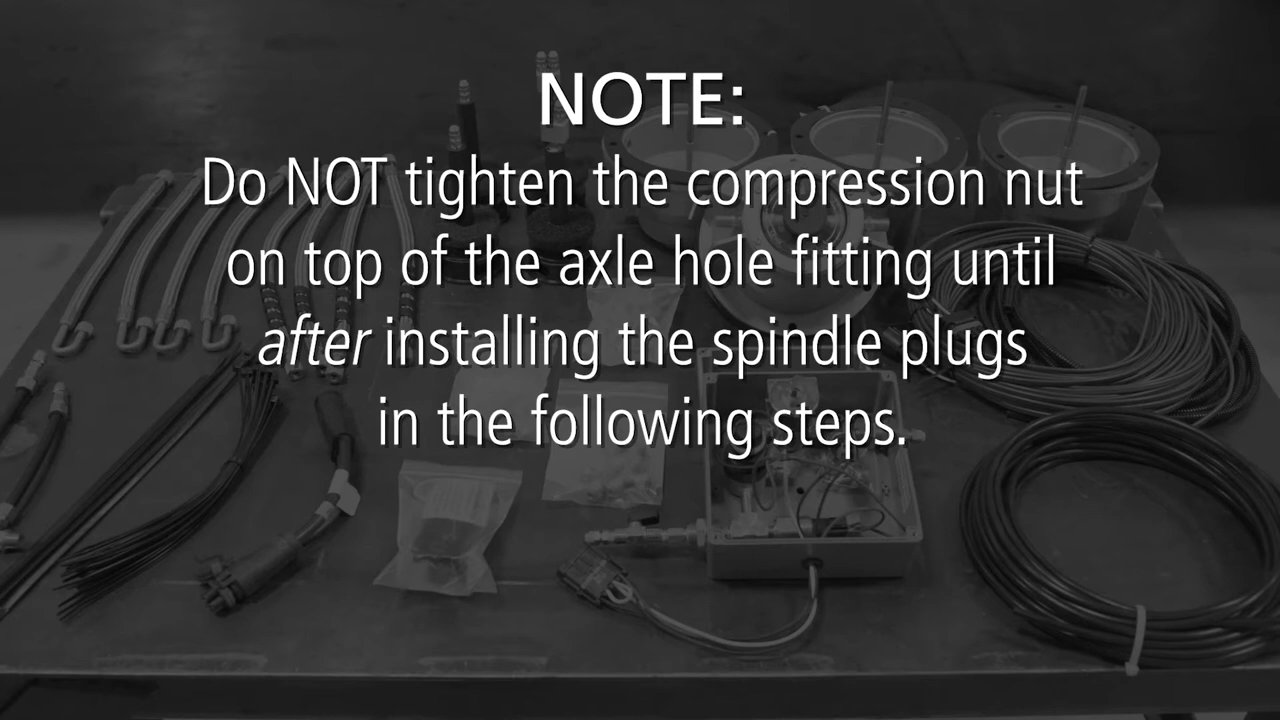 NOTE:
Do NOT tighten the compression nut
on top of the axle hole fitting until
after installing the spindle plugs
in the following steps.